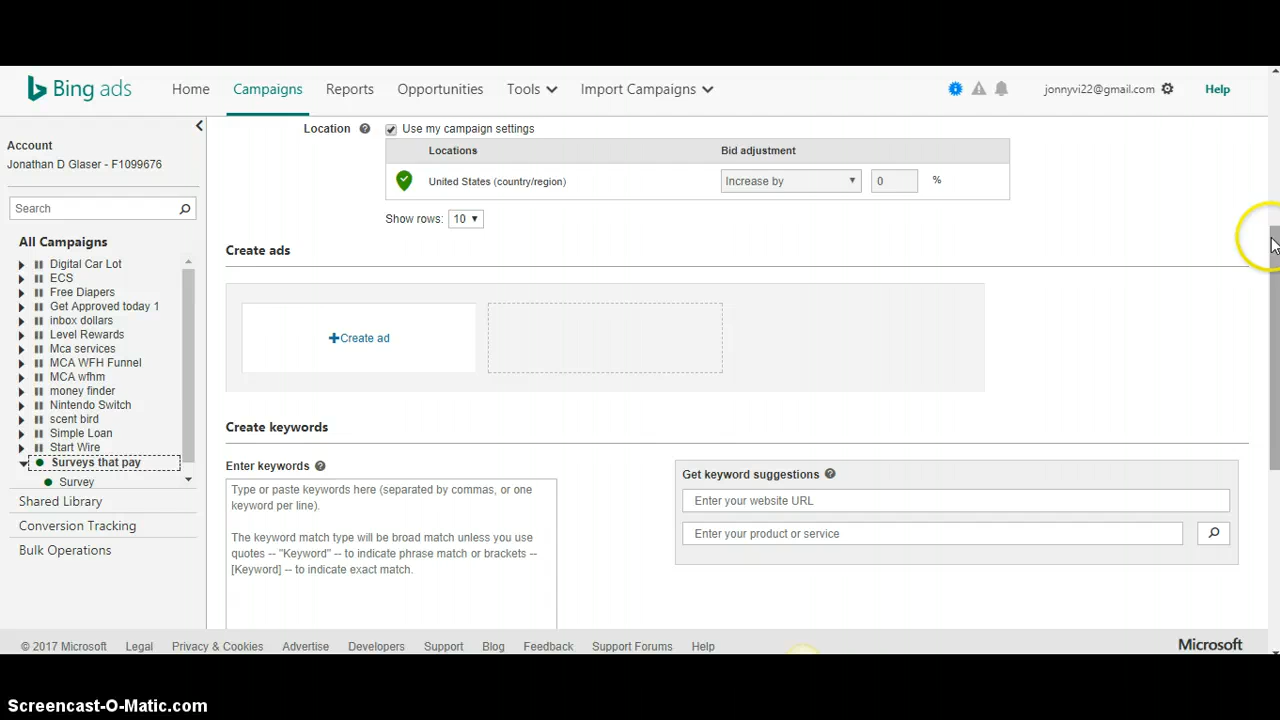 Bing ads
Home Campaigns Reports Opportunities Tools Import Campaigns
jonnyvi22@gmail.com Help
Account
Jonathan D Glaser - F1099676
Search
All Campaigns
Digital Car Lot
ECS
Free Diapers
Get Approved today 1
inbox dollars
Level Rewards
Mca services
MCA WFH Funnel
MCA wfhm
money finder
Nintendo Switch
scent bird
Simple Loan
Start Wire
Surveys that pay
Survey
Shared Library
Conversion Tracking
Bulk Operations
Location Use my campaign settings
Locations Bid adjustment
United States (country/region) Increase by 0 %
Show rows: 10
Create ads
+Create ad
Create keywords
Enter keywords
Type or paste keywords here (separated by commas, or one
keyword per line).
The keyword match type will be broad match unless you use
quotes -- "Keyword" -- to indicate phrase match or brackets --
[Keyword] -- to indicate exact match.
Get keyword suggestions
Enter your website URL
Enter your product or service
© 2017 Microsoft Legal Privacy & Cookies Advertise Developers Support Blog Feedback Support Forums Help
Microsoft
Screencast-O-Matic.com